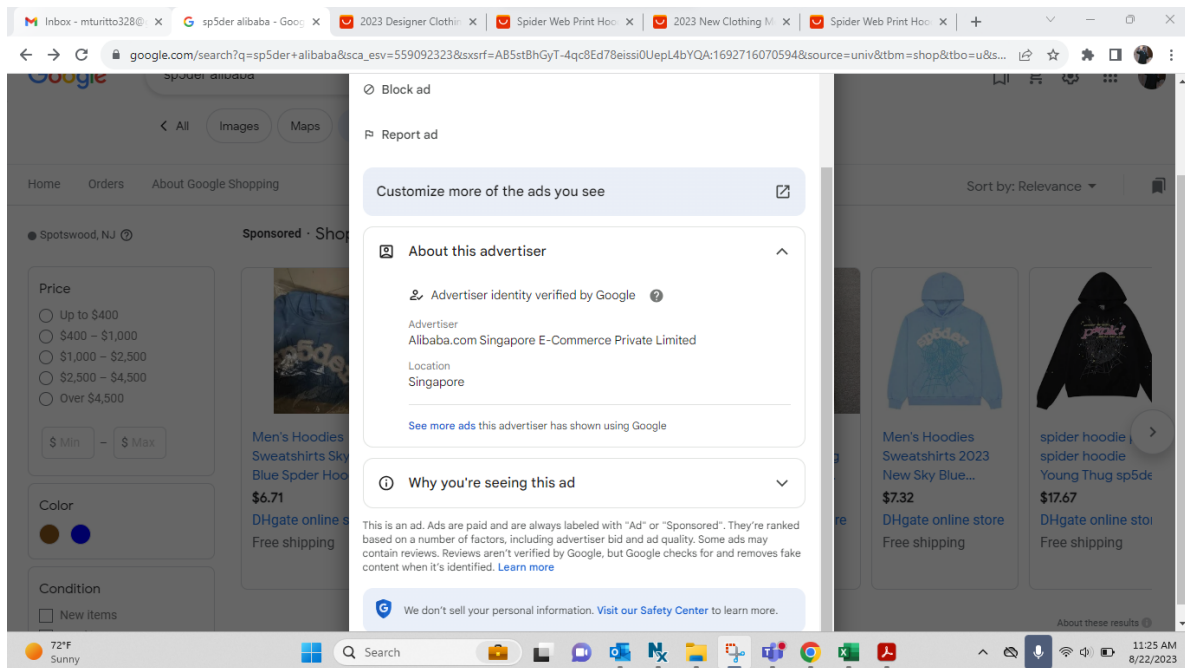 Inbox - mturitto328@
sp5der alibaba - Goog
2023 Designer Clothin
Spider Web Print Hoo
2023 New Clothing M
Spider Web Print Hoo
google.com/search?q=sp5der+alibaba&sca_esv=559092323&sxsrf=AB5stBhGyT-4qc8Ed78eissi0UepL4bYQA:1692716070594&source=univ&tbm=shop&tbo=u&s...
Google
sp5der alibaba
All
Images
Maps
Home
Orders
About Google Shopping
Sort by: Relevance
Spotswood, NJ
Sponsored · Shop
Price
Up to $400
$400 – $1,000
$1,000 – $2,500
$2,500 – $4,500
Over $4,500
$ Min – $ Max
Color
Condition
New items
Men's Hoodies
Sweatshirts Sky
Blue Spder Hoo
$6.71
DHgate online s
Free shipping
Block ad
Report ad
Customize more of the ads you see
About this advertiser
Advertiser identity verified by Google
Advertiser
Alibaba.com Singapore E-Commerce Private Limited
Location
Singapore
See more ads this advertiser has shown using Google
Why you're seeing this ad
This is an ad. Ads are paid and are always labeled with "Ad" or "Sponsored". They're ranked
based on a number of factors, including advertiser bid and ad quality. Some ads may
contain reviews. Reviews aren't verified by Google, but Google checks for and removes fake
content when it's identified. Learn more
We don't sell your personal information. Visit our Safety Center to learn more.
sp5der
Men's Hoodies
Sweatshirts 2023
New Sky Blue...
$7.32
DHgate online store
Free shipping
p*nk!
spider hoodie
spider hoodie
Young Thug sp5de
$17.67
DHgate online stor
Free shipping
About these results
72°F
Sunny
Search
11:25 AM
8/22/2023